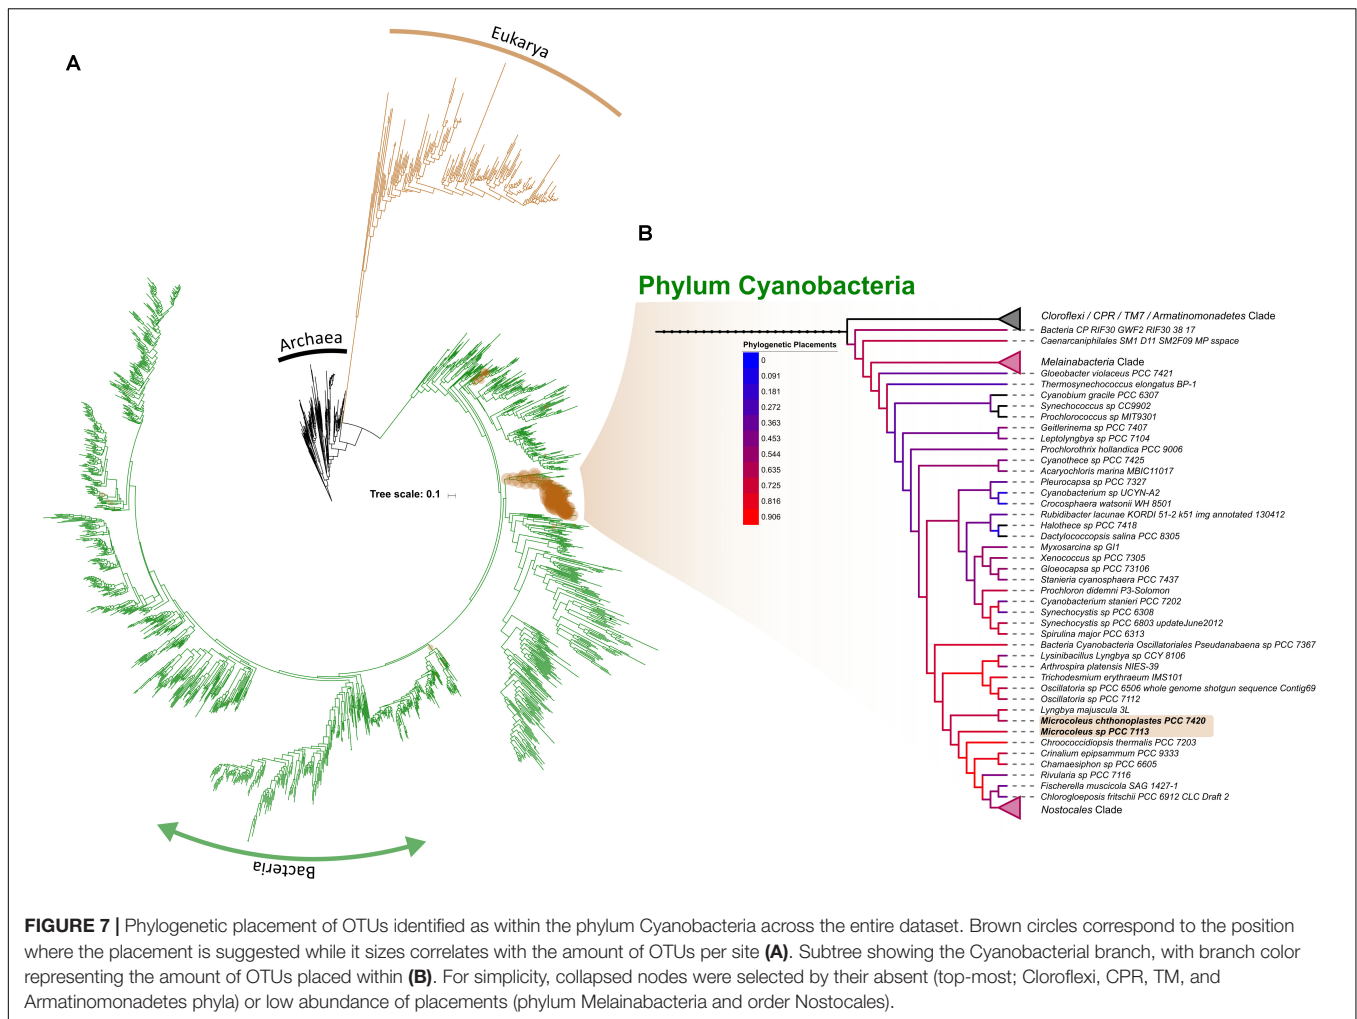 A
Eukarya
Archaea
Tree scale: 0.1
Bacteria
B
Phylum Cyanobacteria
Phylogenetic Placements
0
0.091
0.181
0.272
0.363
0.453
0.544
0.635
0.725
0.816
0.906
Cloroflexi / CPR / TM7 / Armatinomonadetes Clade
Bacteria CP RIF30 GWF2 RIF30 38 17
Caenarcaniphilales SM1 D11 SM2F09 MP sspace
Melainabacteria Clade
Gloeobacter violaceus PCC 7421
Thermosynechococcus elongatus BP-1
Cyanobium gracile PCC 6307
Synechococcus sp CC9902
Prochlorococcus sp MIT9301
Geitlerinema sp PCC 7407
Leptolyngbya sp PCC 7104
Prochlorothrix hollandica PCC 9006
Cyanothece sp PCC 7425
Acaryochloris marina MBIC11017
Pleurocapsa sp PCC 7327
Cyanobacterium sp UCYN-A2
Crocosphaera watsonii WH 8501
Rubidibacter lacunae KORDI 51-2 k51 img annotated 130412
Halothece sp PCC 7418
Dactylococcopsis salina PCC 8305
Myxosarcina sp GI1
Xenococcus sp PCC 7305
Gloeocapsa sp PCC 73106
Stanieria cyanosphaera PCC 7437
Prochloron didemni P3-Solomon
Cyanobacterium stanieri PCC 7202
Synechocystis sp PCC 6308
Synechocystis sp PCC 6803 updateJune2012
Spirulina major PCC 6313
Bacteria Cyanobacteria Oscillatoriales Pseudanabaena sp PCC 7367
Lysinibacillus Lyngbya sp CCY 8106
Arthrospira platensis NIES-39
Trichodesmium erythraeum IMS101
Oscillatoria sp PCC 6506 whole genome shotgun sequence Contig69
Oscillatoria sp PCC 7112
Lyngbya majuscula 3L
Microcoleus chthonoplastes PCC 7420
Microcoleus sp PCC 7113
Chroococcidiopsis thermalis PCC 7203
Crinalium epipsammum PCC 9333
Chamaesiphon sp PCC 6605
Rivularia sp PCC 7116
Fischerella muscicola SAG 1427-1
Chlorogloeposis fritschii PCC 6912 CLC Draft 2
Nostocales Clade
FIGURE 7 | Phylogenetic placement of OTUs identified as within the phylum Cyanobacteria across the entire dataset. Brown circles correspond to the position
where the placement is suggested while it sizes correlates with the amount of OTUs per site (A). Subtree showing the Cyanobacterial branch, with branch color
representing the amount of OTUs placed within (B). For simplicity, collapsed nodes were selected by their absent (top-most; Cloroflexi, CPR, TM, and
Armatinomonadetes phyla) or low abundance of placements (phylum Melainabacteria and order Nostocales).